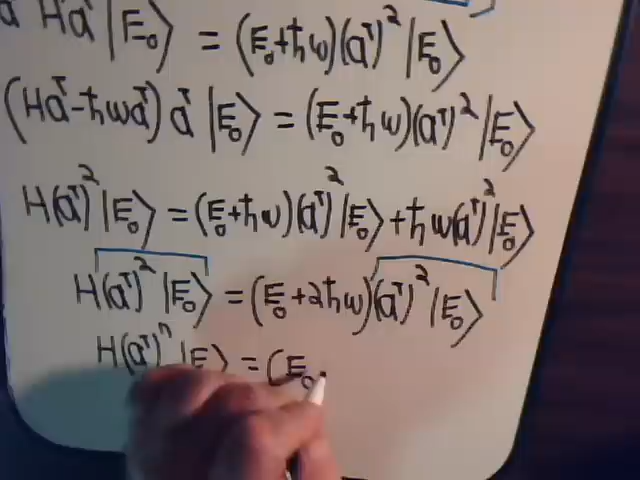 a†Ha†|E₀⟩ = (E₀+ħω)(a†)²|E₀⟩
(Ha†-ħωa†)a†|E₀⟩ = (E₀+ħω)(a†)²|E₀⟩
H(a†)²|E₀⟩ = (E₀+ħω)(a†)²|E₀⟩+ħω(a†)²|E₀⟩
H(a†)²|E₀⟩ = (E₀+2ħω)(a†)²|E₀⟩
H(a†)ⁿ|E⟩ = (E₀